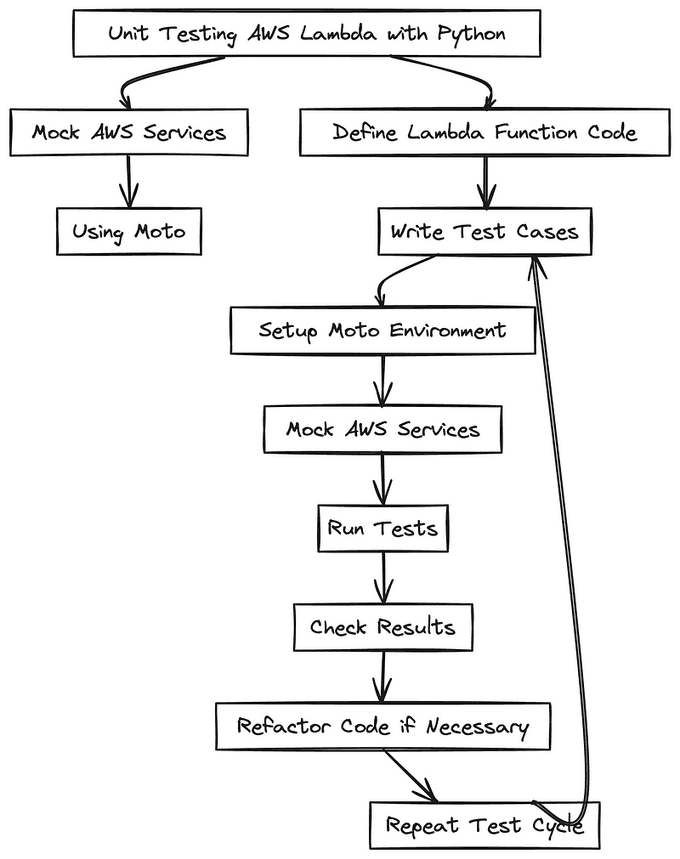 Unit Testing AWS Lambda with Python
Mock AWS Services
Define Lambda Function Code
Using Moto
Write Test Cases
Setup Moto Environment
Mock AWS Services
Run Tests
Check Results
Refactor Code if Necessary
Repeat Test Cycle